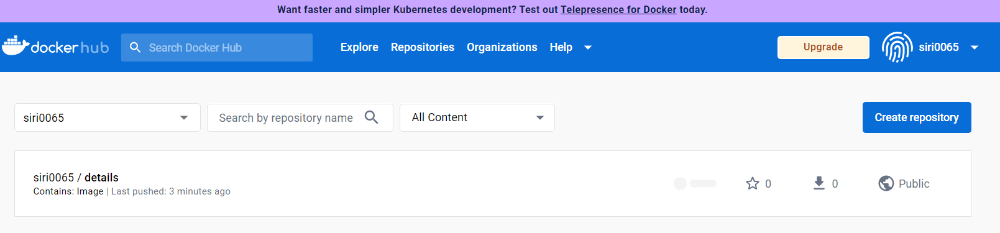 Want faster and simpler Kubernetes development? Test out Telepresence for Docker today.
docker hub Search Docker Hub Explore Repositories Organizations Help Upgrade siri0065
siri0065 Search by repository name All Content Create repository
siri0065 / details 0 0 Public
Contains: Image | Last pushed: 3 minutes ago